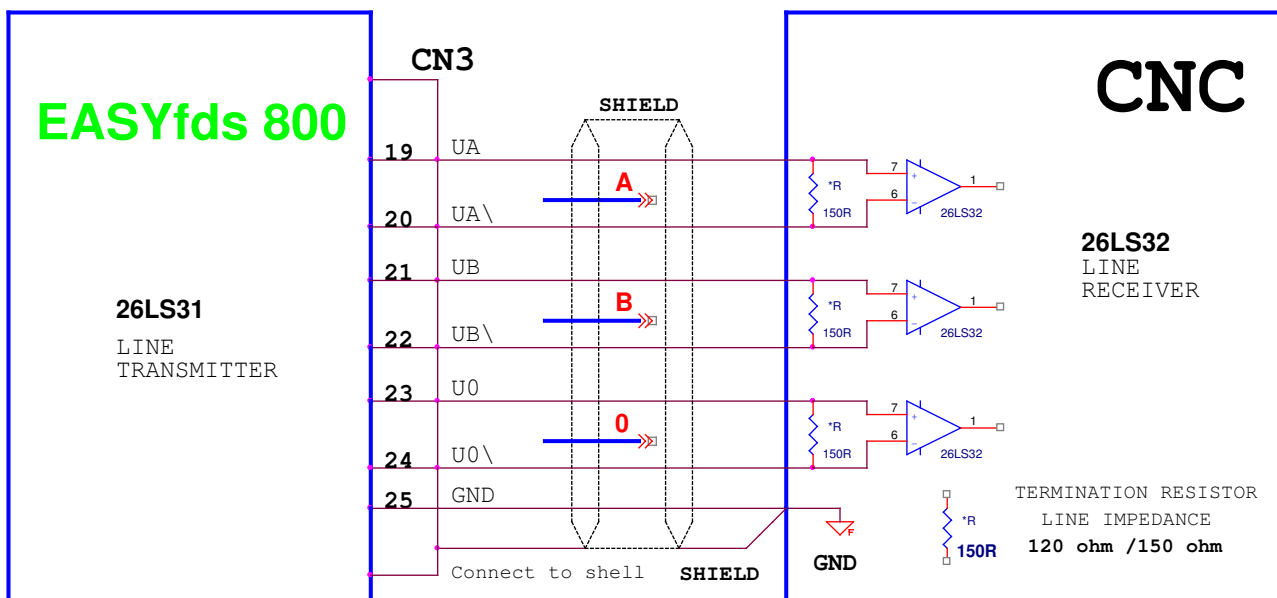 CN3
CNC
EASYfds 800
SHIELD
19 UA
A
*R
150R
7
6
+
−
1
26LS32
20 UA\
21 UB
B
*R
150R
7
6
+
−
1
26LS32
22 UB\
23 U0
0
*R
150R
7
6
+
−
1
26LS32
24 U0\
25 GND
26LS31
LINE
TRANSMITTER
26LS32
LINE
RECEIVER
Connect to shell
SHIELD
F
GND
*R
150R
TERMINATION RESISTOR
LINE IMPEDANCE
120 ohm /150 ohm